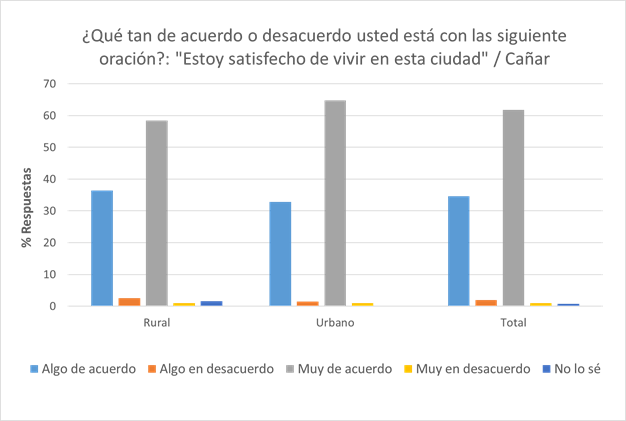 ¿Qué tan de acuerdo o desacuerdo usted está con las siguiente
oración?: "Estoy satisfecho de vivir en esta ciudad" / Cañar
70
60
50
40
30
20
10
0
% Respuestas
Rural Urbano Total
Algo de acuerdo Algo en desacuerdo Muy de acuerdo Muy en desacuerdo No lo sé